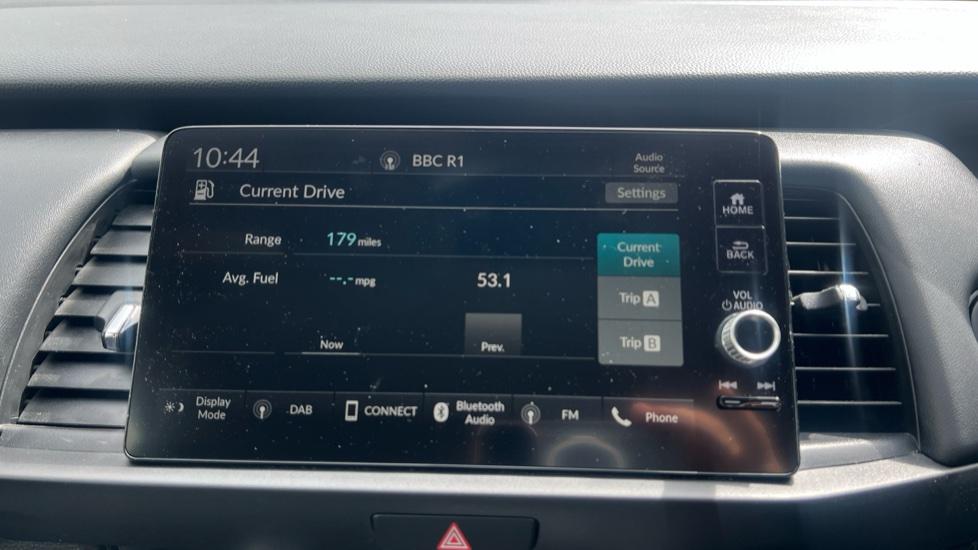 10:44 BBC R1 Audio
Source
Current Drive Settings
HOME
Range 179 miles Current
Drive
BACK
Avg. Fuel --.- mpg 53.1
Trip A
VOL
AUDIO
Now Prev. Trip B
Display
Mode DAB CONNECT Bluetooth
Audio FM Phone